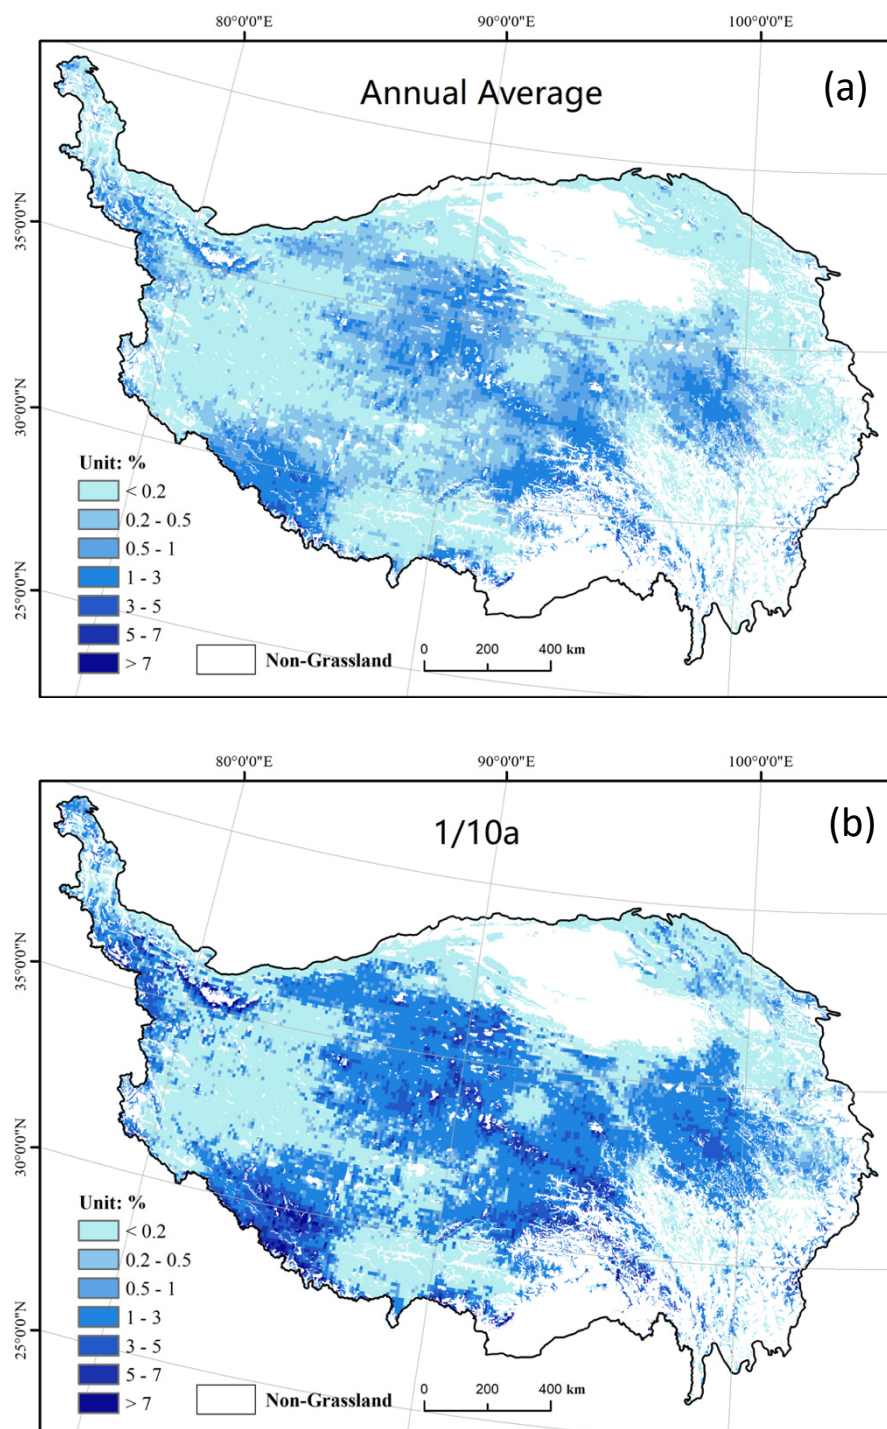 80°0'0"E 90°0'0"E 100°0'0"E
Annual Average
(a)
35°0'0"N
30°0'0"N
25°0'0"N
Unit: %
< 0.2
0.2 - 0.5
0.5 - 1
1 - 3
3 - 5
5 - 7
> 7
Non-Grassland
0 200 400 km
80°0'0"E 90°0'0"E 100°0'0"E
1/10a
(b)
35°0'0"N
30°0'0"N
25°0'0"N
Unit: %
< 0.2
0.2 - 0.5
0.5 - 1
1 - 3
3 - 5
5 - 7
> 7
Non-Grassland
0 200 400 km